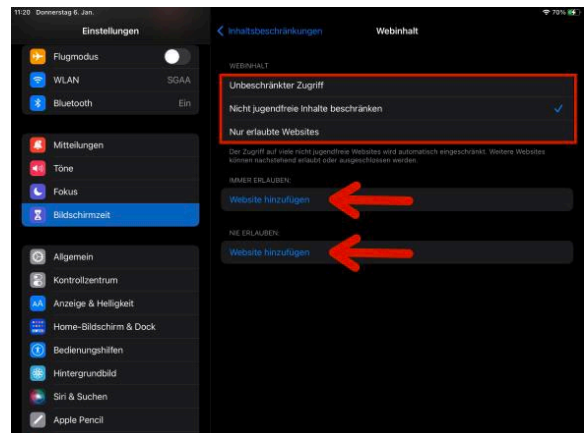 11:20 Donnerstag 6. Jan.
70%
Einstellungen
Flugmodus
WLAN SGAA
Bluetooth Ein
Mitteilungen
Töne
Fokus
Bildschirmzeit
Allgemein
Kontrollzentrum
Anzeige & Helligkeit
Home-Bildschirm & Dock
Bedienungshilfen
Hintergrundbild
Siri & Suchen
Apple Pencil
Inhaltsbeschränkungen
Webinhalt
WEBINHALT
Unbeschränkter Zugriff
Nicht jugendfreie Inhalte beschränken
Nur erlaubte Websites
Der Zugriff auf viele nicht jugendfreie Websites wird automatisch eingeschränkt. Weitere Websites
können nachstehend erlaubt oder ausgeschlossen werden.
IMMER ERLAUBEN:
Website hinzufügen
NIE ERLAUBEN:
Website hinzufügen